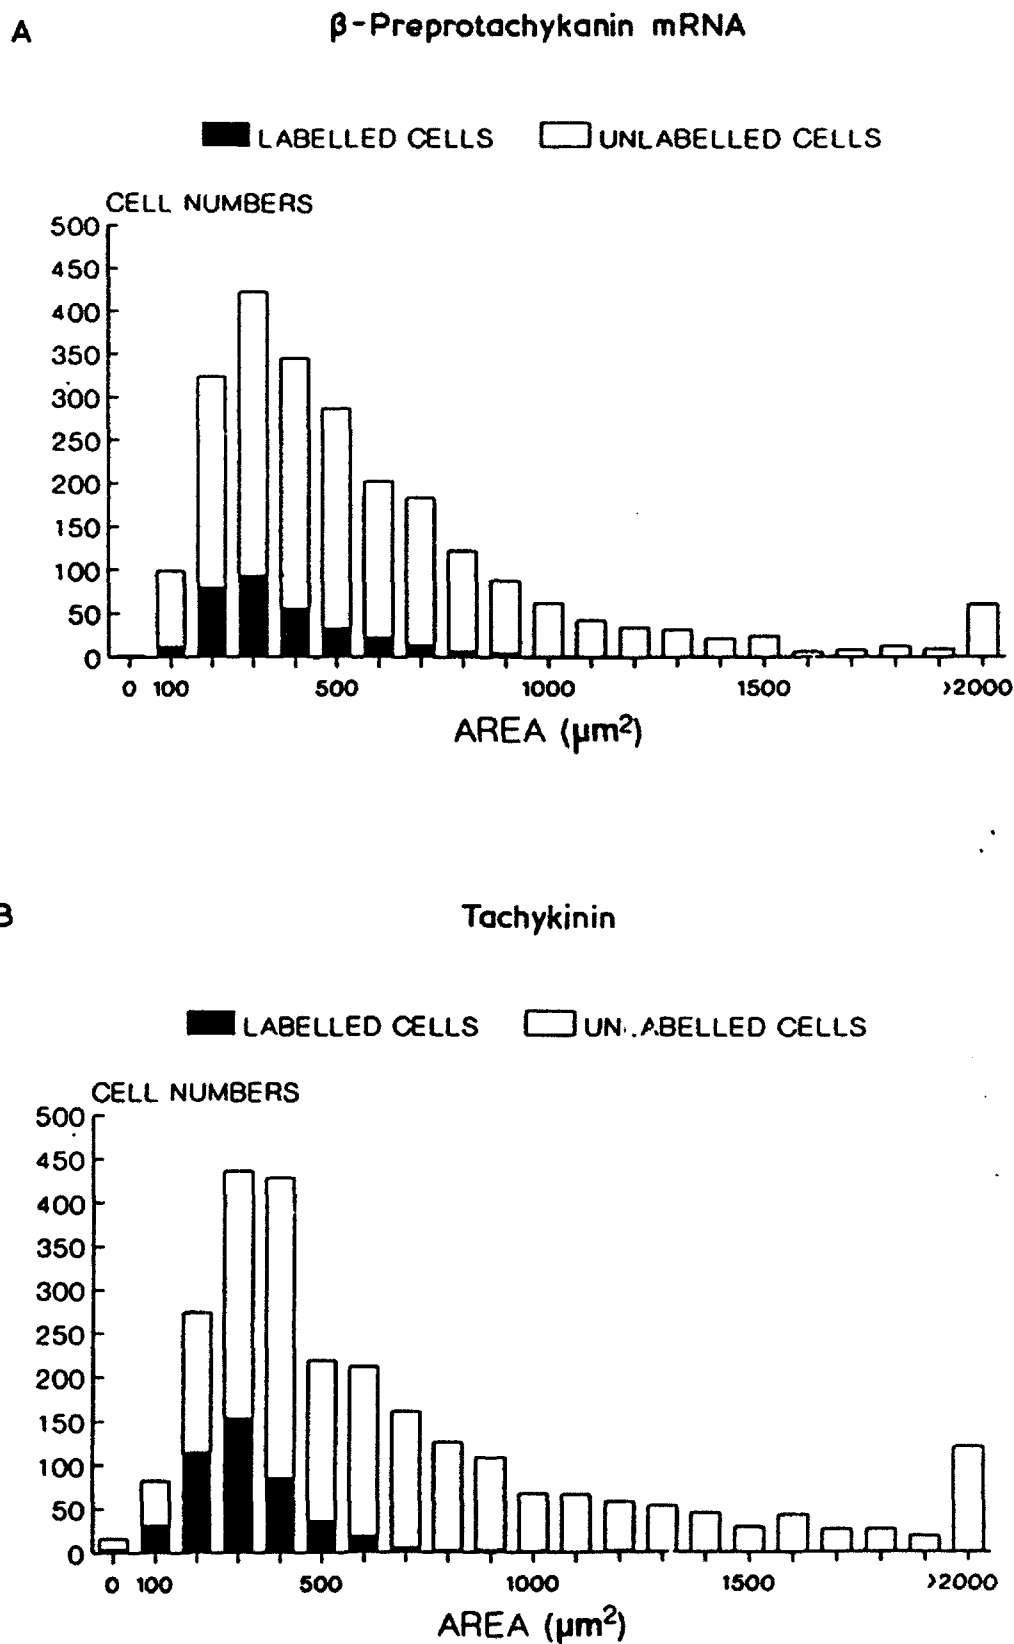 A
β-Preprotachykanin mRNA
LABELLED CELLS UNLABELLED CELLS
CELL NUMBERS
500
450
400
350
300
250
200
150
100
50
0
0 100 500 1000 1500 >2000
AREA (μm²)
B
Tachykinin
LABELLED CELLS UN..ABELLED CELLS
CELL NUMBERS
500
450
400
350
300
250
200
150
100
50
0
0 100 500 1000 1500 >2000
AREA (μm²)